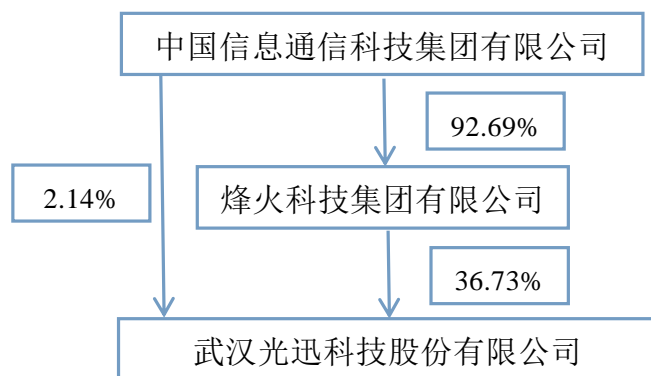 中国信息通信科技集团有限公司
92.69%
2.14%
烽火科技集团有限公司
36.73%
武汉光迅科技股份有限公司